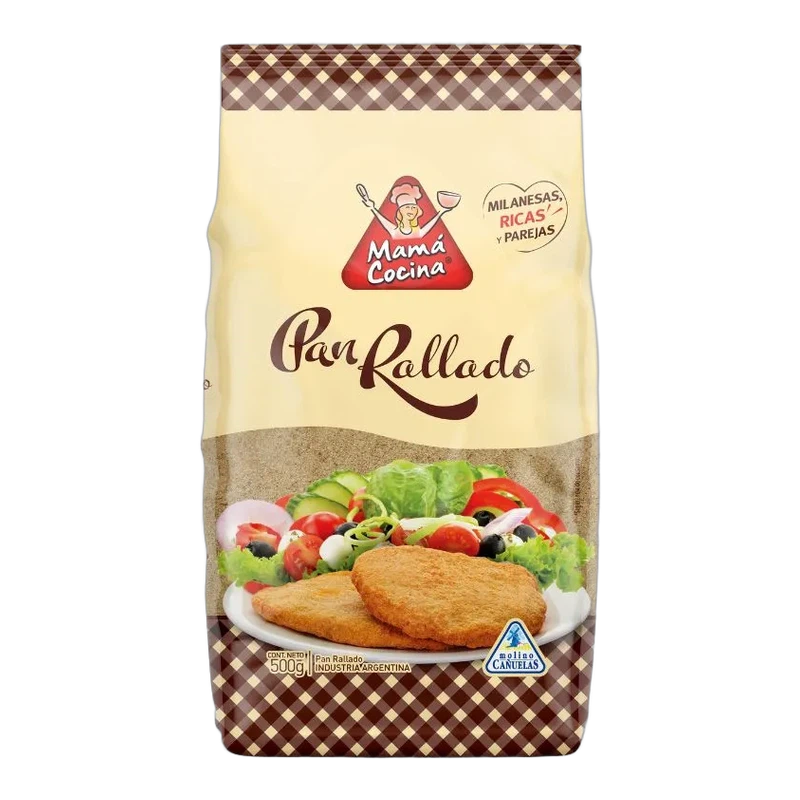 MILANESAS,
RICAS
Y PAREJAS
Mamá
Cocina®
Pan Rallado
CONT. NETO
500g
Pan Rallado
INDUSTRIA ARGENTINA
molino
CAÑUELAS